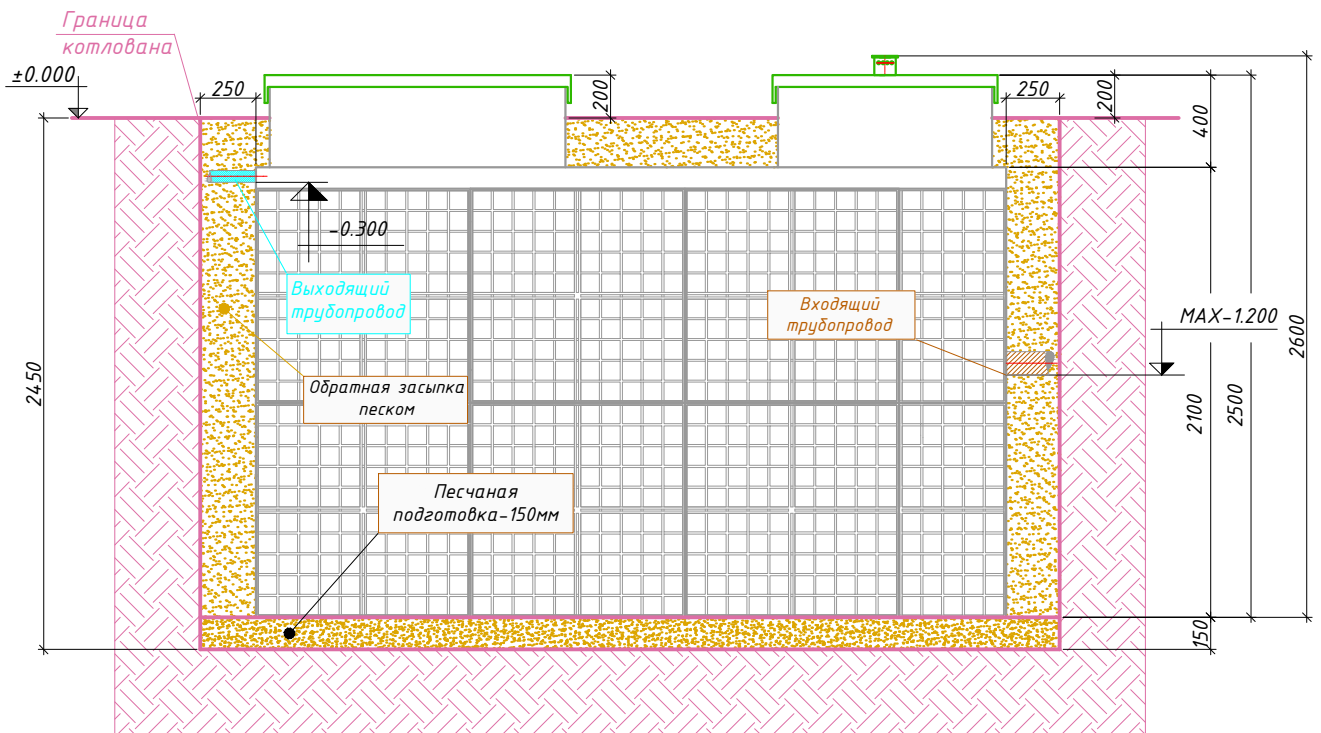 Граница
котлована
±0.000
250
200
250
200
400
-0.300
Выходящий
трубопровод
Входящий
трубопровод
MAX-1.200
2600
2450
Обратная засыпка
песком
2100
2500
Песчаная
подготовка-150мм
150